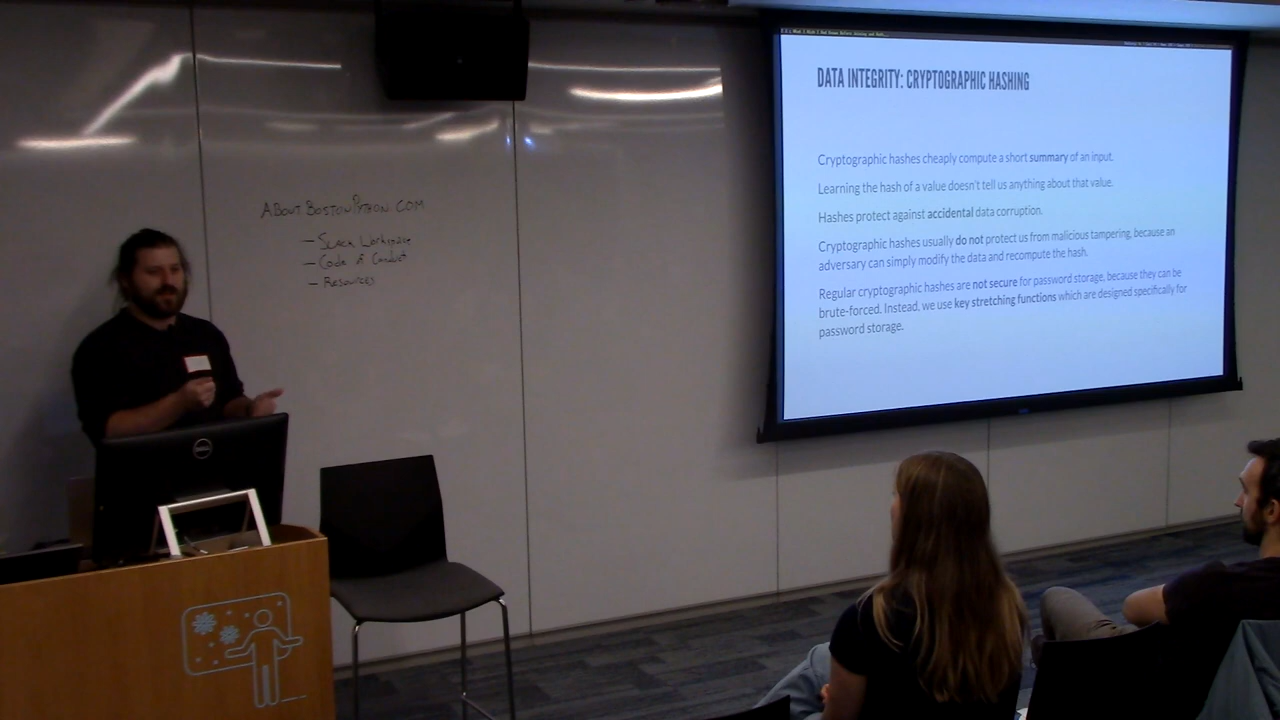 ABOUTBOSTONPYTHON.COM
– SLACK WORKSPACE
– CODE OF CONDUCT
– RESOURCES
DELL
DATA INTEGRITY: CRYPTOGRAPHIC HASHING
Cryptographic hashes cheaply compute a short summary of an input.
Learning the hash of a value doesn't tell us anything about that value.
Hashes protect against accidental data corruption.
Cryptographic hashes usually do not protect us from malicious tampering, because an
adversary can simply modify the data and recompute the hash.
Regular cryptographic hashes are not secure for password storage, because they can be
brute-forced. Instead, we use key stretching functions which are designed specifically for
password storage.